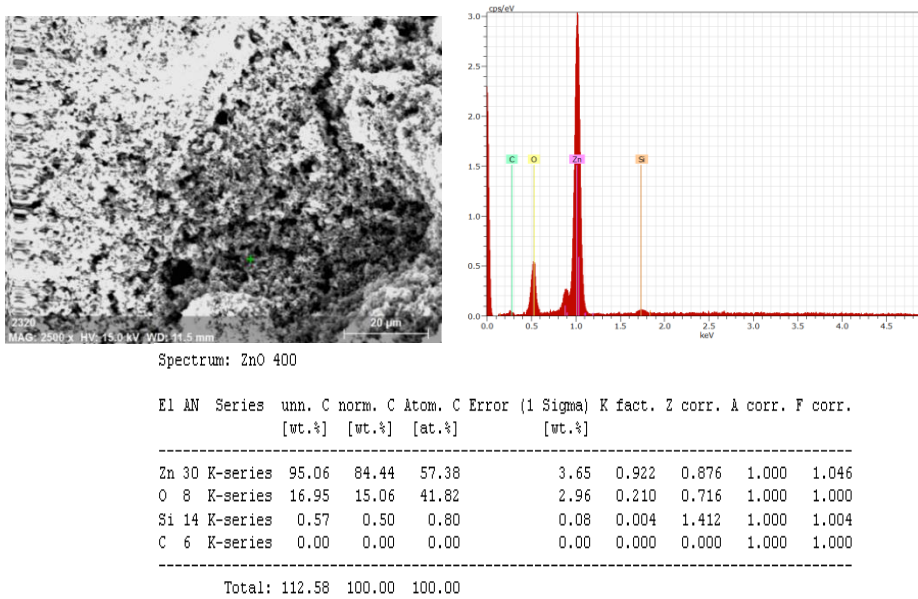 2320
MAG: 2500 x HV: 15.0 kV WD: 11.5 mm
20 µm
cps/eV
3.0
2.5
2.0
1.5
1.0
0.5
0.0
C O Zn Si
0.0 0.5 1.0 1.5 2.0 2.5 3.0 3.5 4.0 4.5
keV
Spectrum: ZnO 400
El AN Series unn. C norm. C Atom. C Error (1 Sigma) K fact. Z corr. A corr. F corr.
[wt.%] [wt.%] [at.%] [wt.%]
Zn 30 K-series 95.06 84.44 57.38 3.65 0.922 0.876 1.000 1.046
O 8 K-series 16.95 15.06 41.82 2.96 0.210 0.716 1.000 1.000
Si 14 K-series 0.57 0.50 0.80 0.08 0.004 1.412 1.000 1.004
C 6 K-series 0.00 0.00 0.00 0.00 0.000 0.000 1.000 1.000
Total: 112.58 100.00 100.00